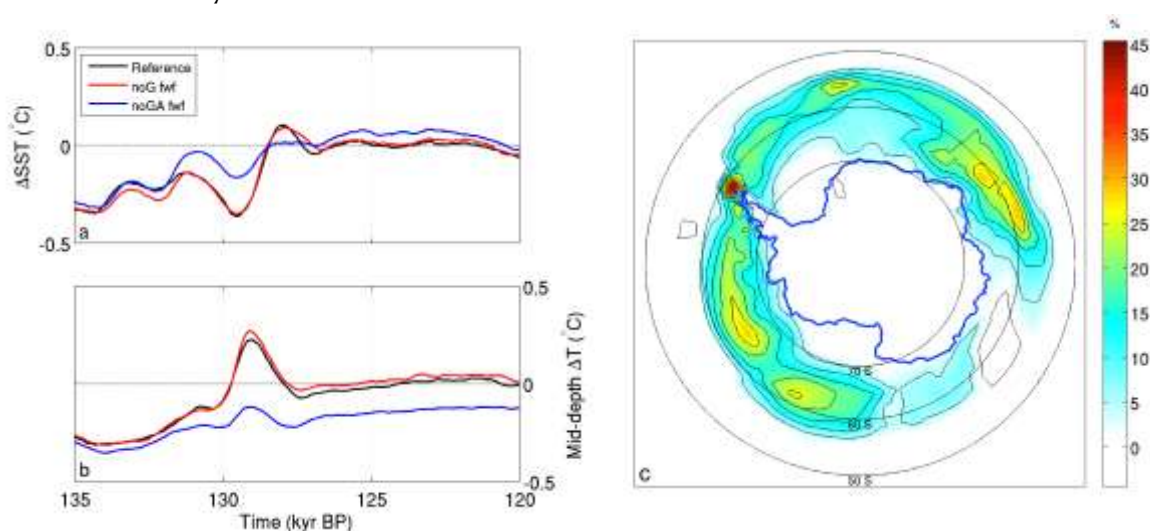 0.5
Reference
noG fwf
noGA fwf
ΔSST (°C)
0
-0.5
a
0.5
Mid-depth ΔT (°C)
0
-0.5
b
135
130
125
120
Time (kyr BP)
%
45
40
35
30
25
20
15
10
5
0
70 S
60 S
50 S
c